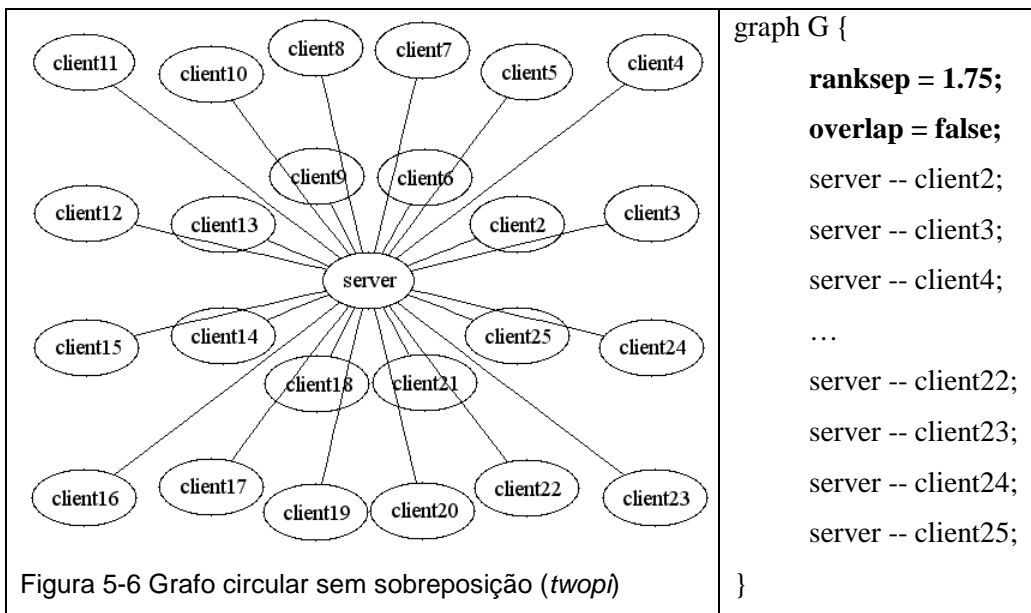 client11
client10
client8
client7
client5
client4
client9
client6
client12
client13
client2
client3
server
client15
client14
client25
client24
client18
client21
client16
client17
client19
client20
client22
client23
Figura 5-6 Grafo circular sem sobreposição (twopi)
graph G {
ranksep = 1.75;
overlap = false;
server -- client2;
server -- client3;
server -- client4;
…
server -- client22;
server -- client23;
server -- client24;
server -- client25;
}